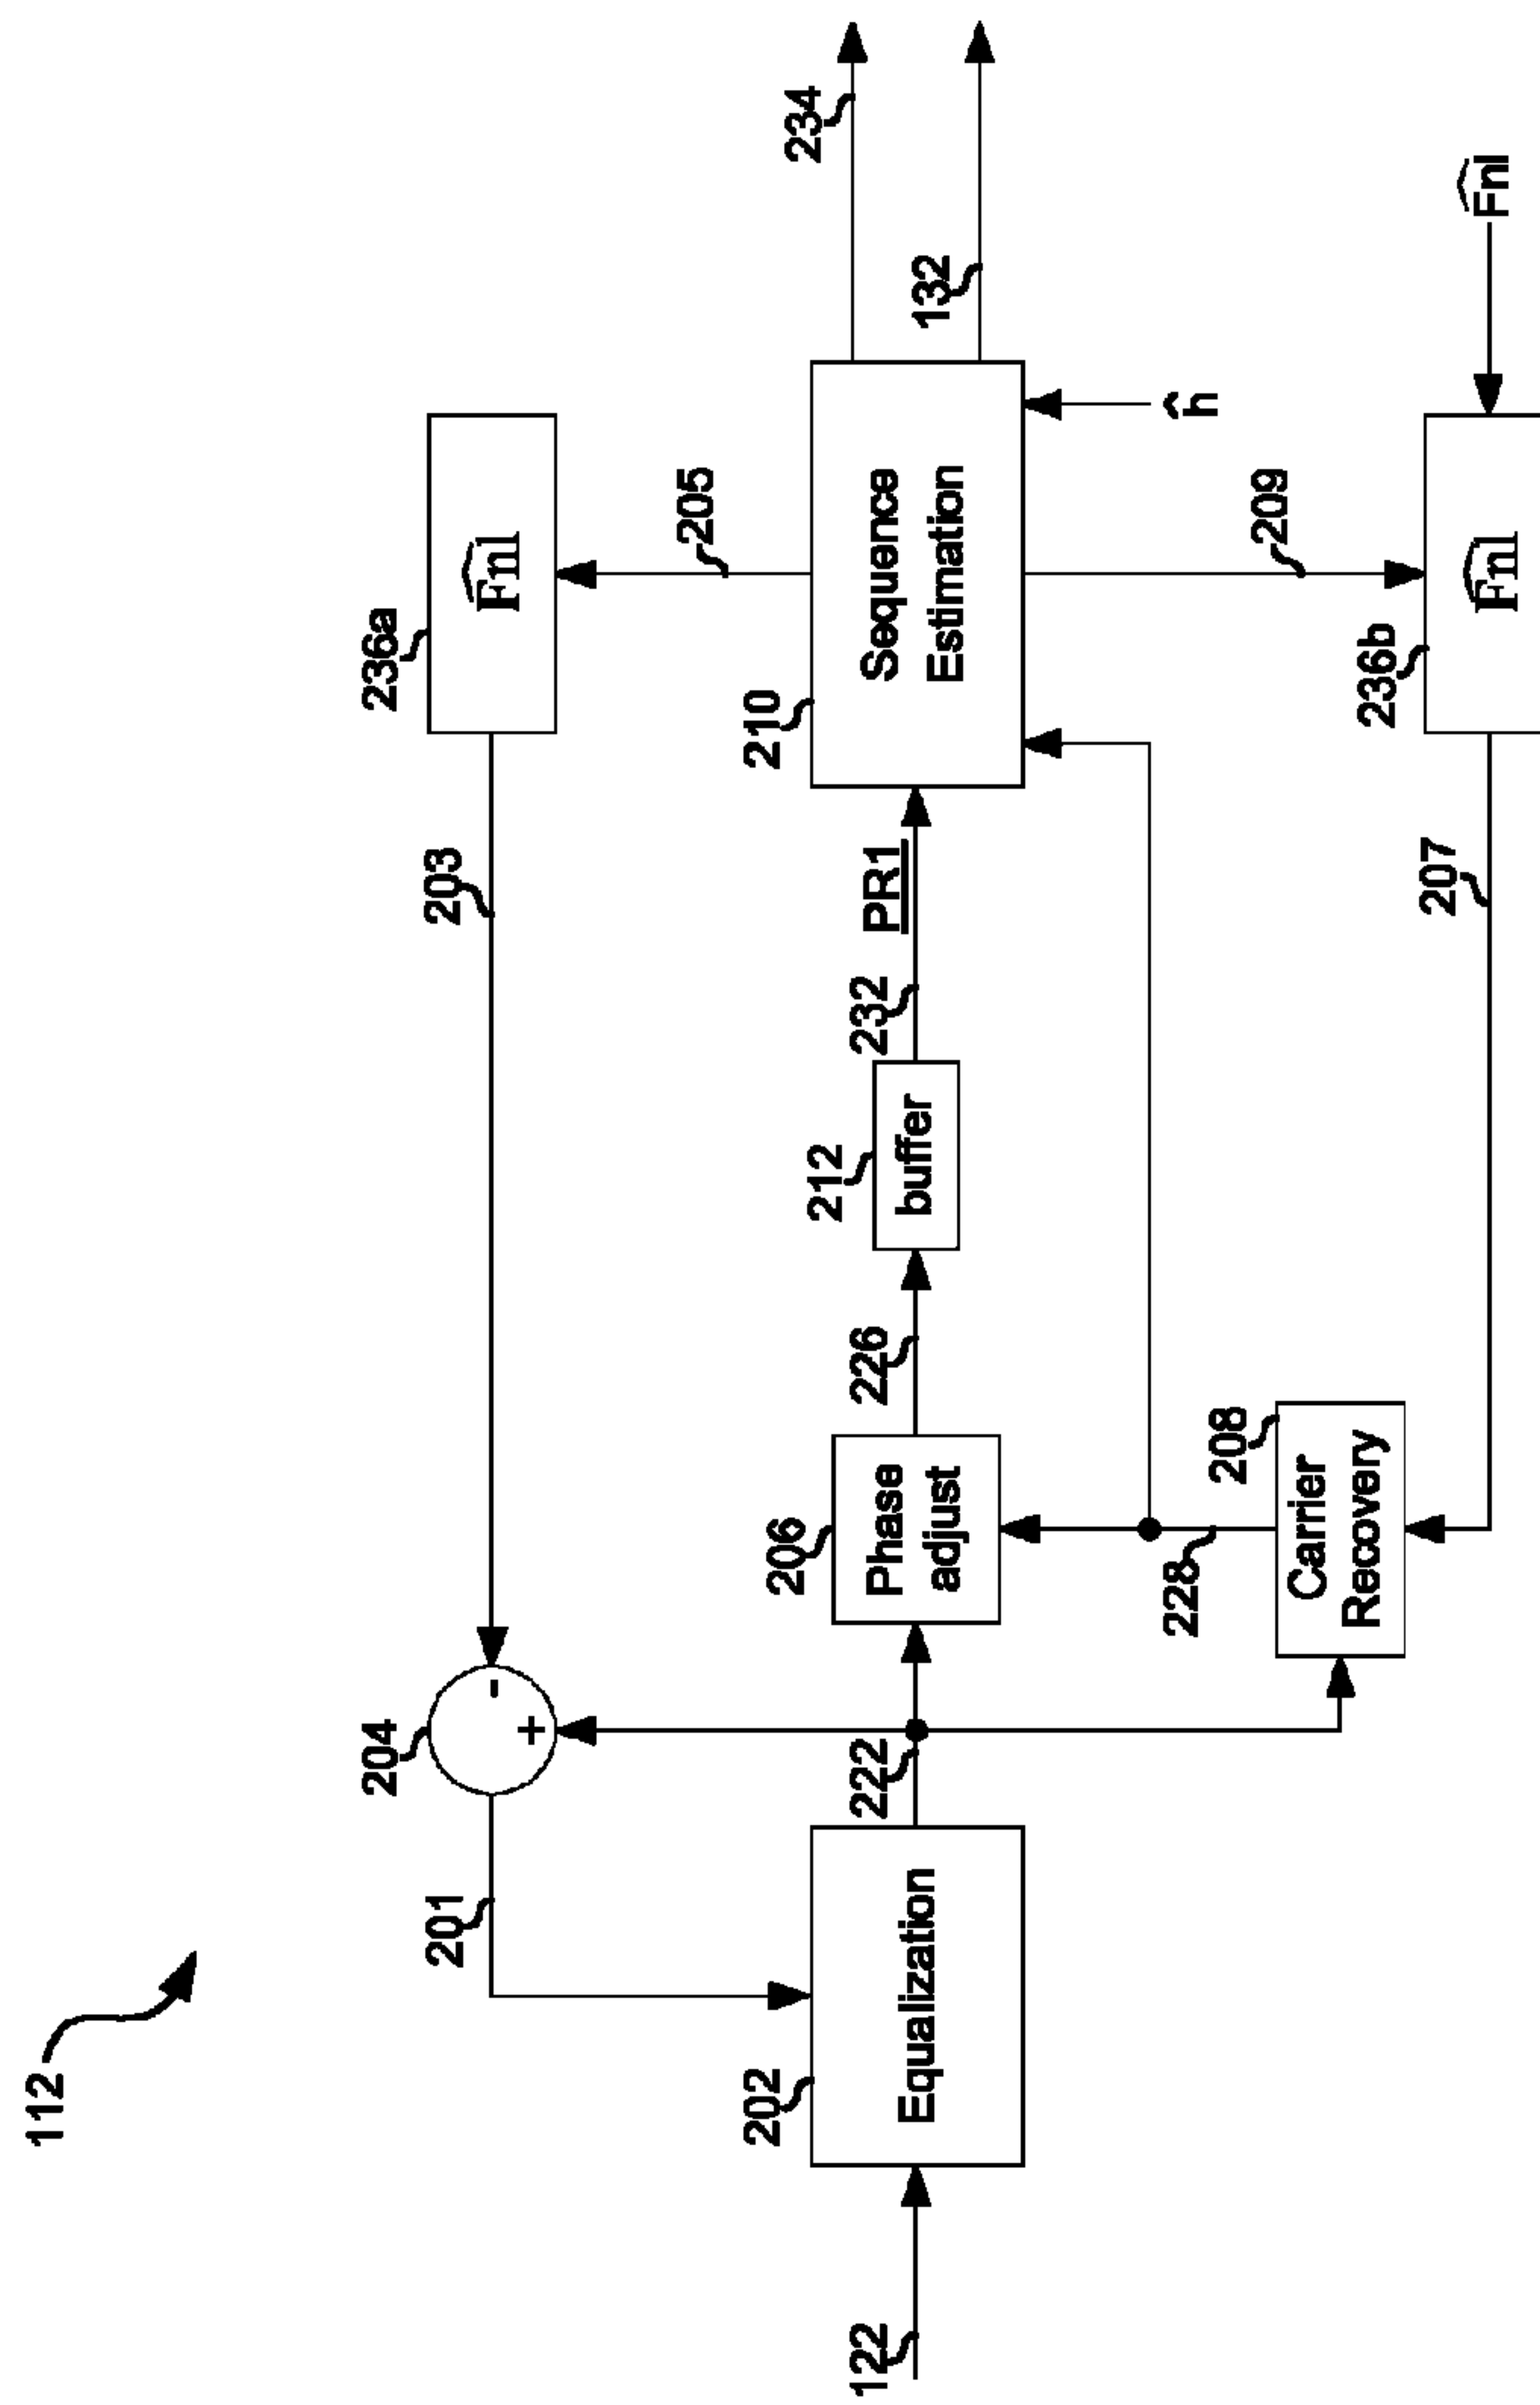 112
204
201
203
236a
F̂nl
202
Equalization
122
222
206
Phase
adjust
226
212
buffer
232
PR1
210
Sequence
Estimation
205
234
132
ĥ
228
208
Carrier
Recovery
209
207
236b
F̂nl
F̂nl
+
-